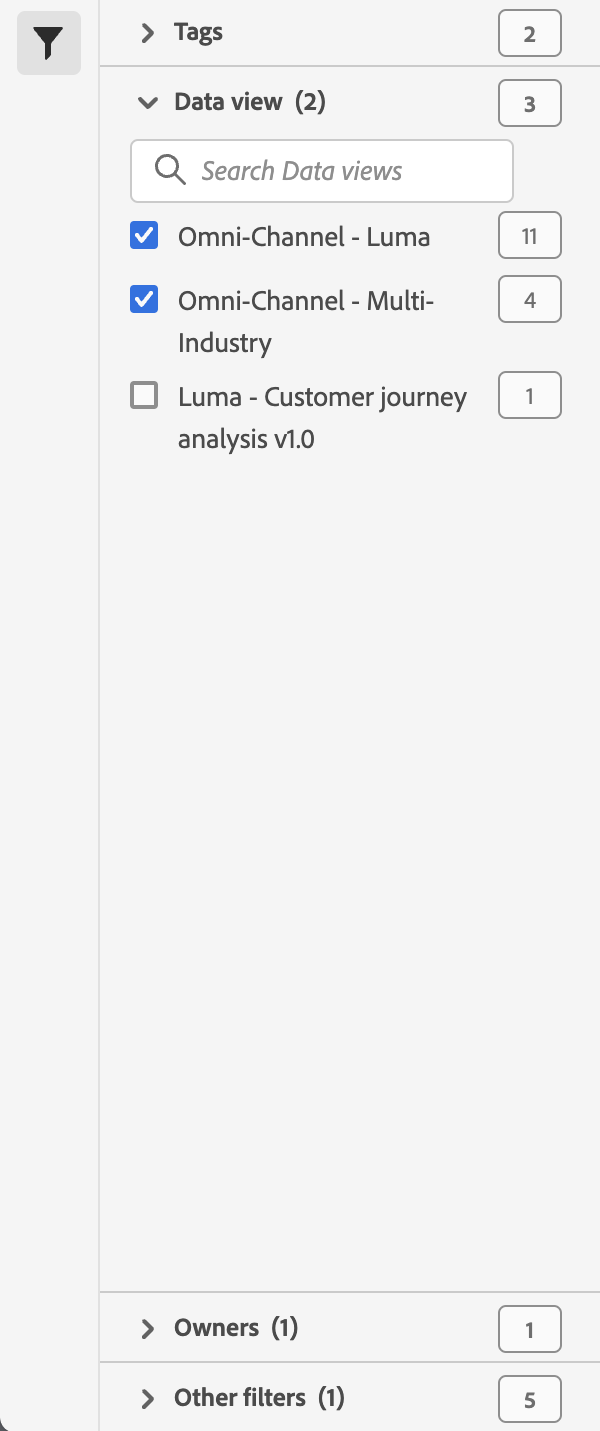 Tags 2
Data view (2) 3
Search Data views
Omni-Channel - Luma 11
Omni-Channel - Multi- 4
Industry
Luma - Customer journey 1
analysis v1.0
Owners (1) 1
Other filters (1) 5